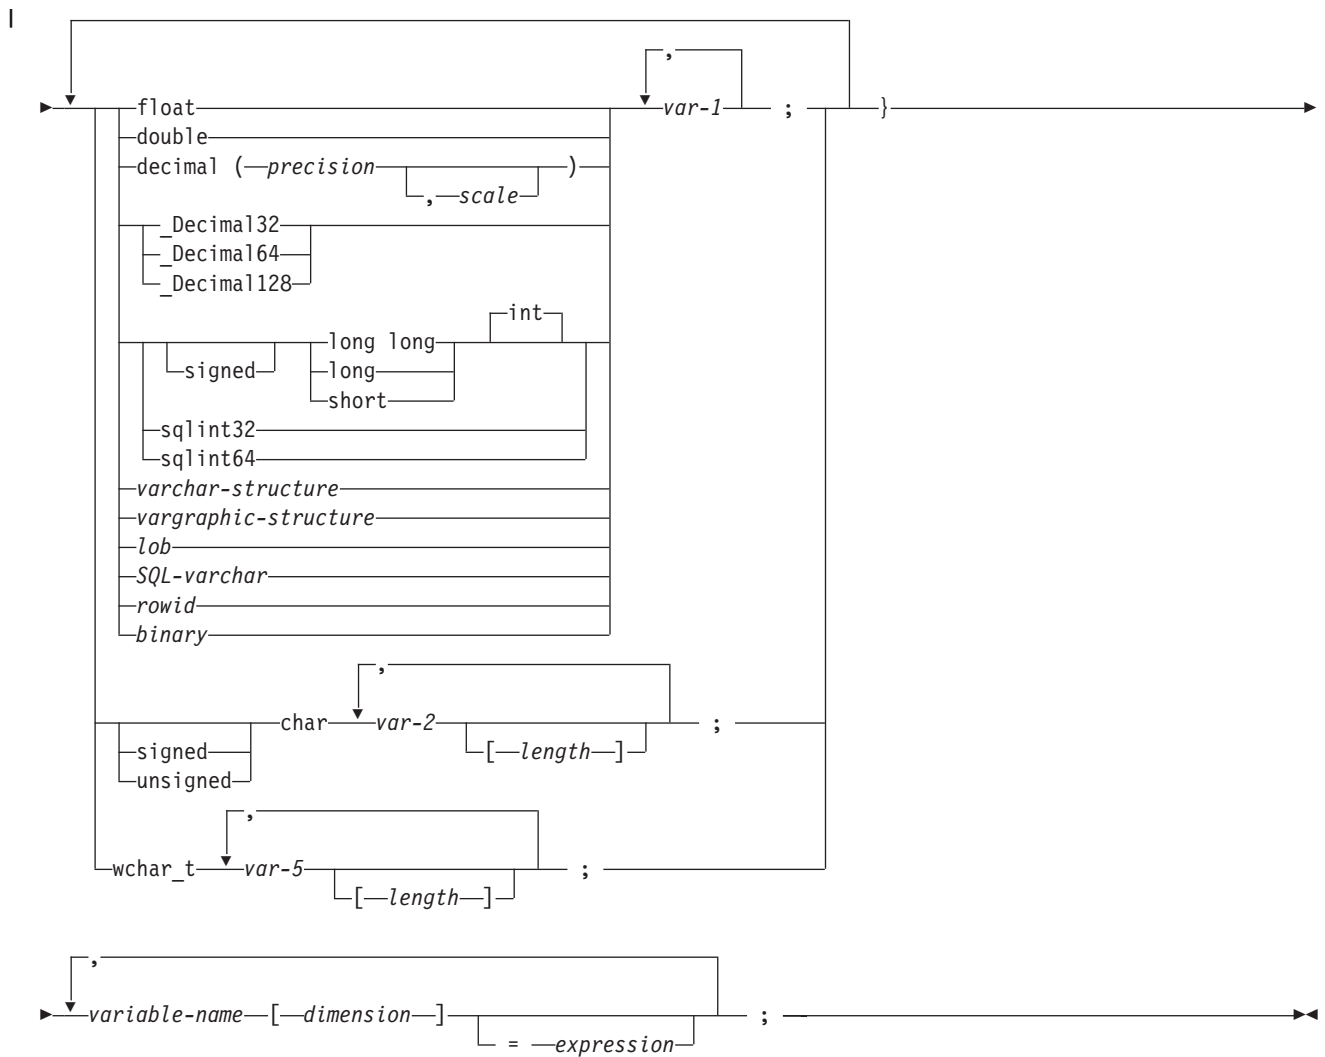 ,
float var-1 ; }
double
decimal ( precision )
, scale
_Decimal32
_Decimal64
_Decimal128
int
long long
signed long
short
sqlint32
sqlint64
varchar-structure
vargraphic-structure
lob
SQL-varchar
rowid
binary
,
char var-2 ;
signed [ length ]
unsigned
,
wchar_t var-5 ;
[ length ]
,
variable-name [ dimension ] ;
= expression